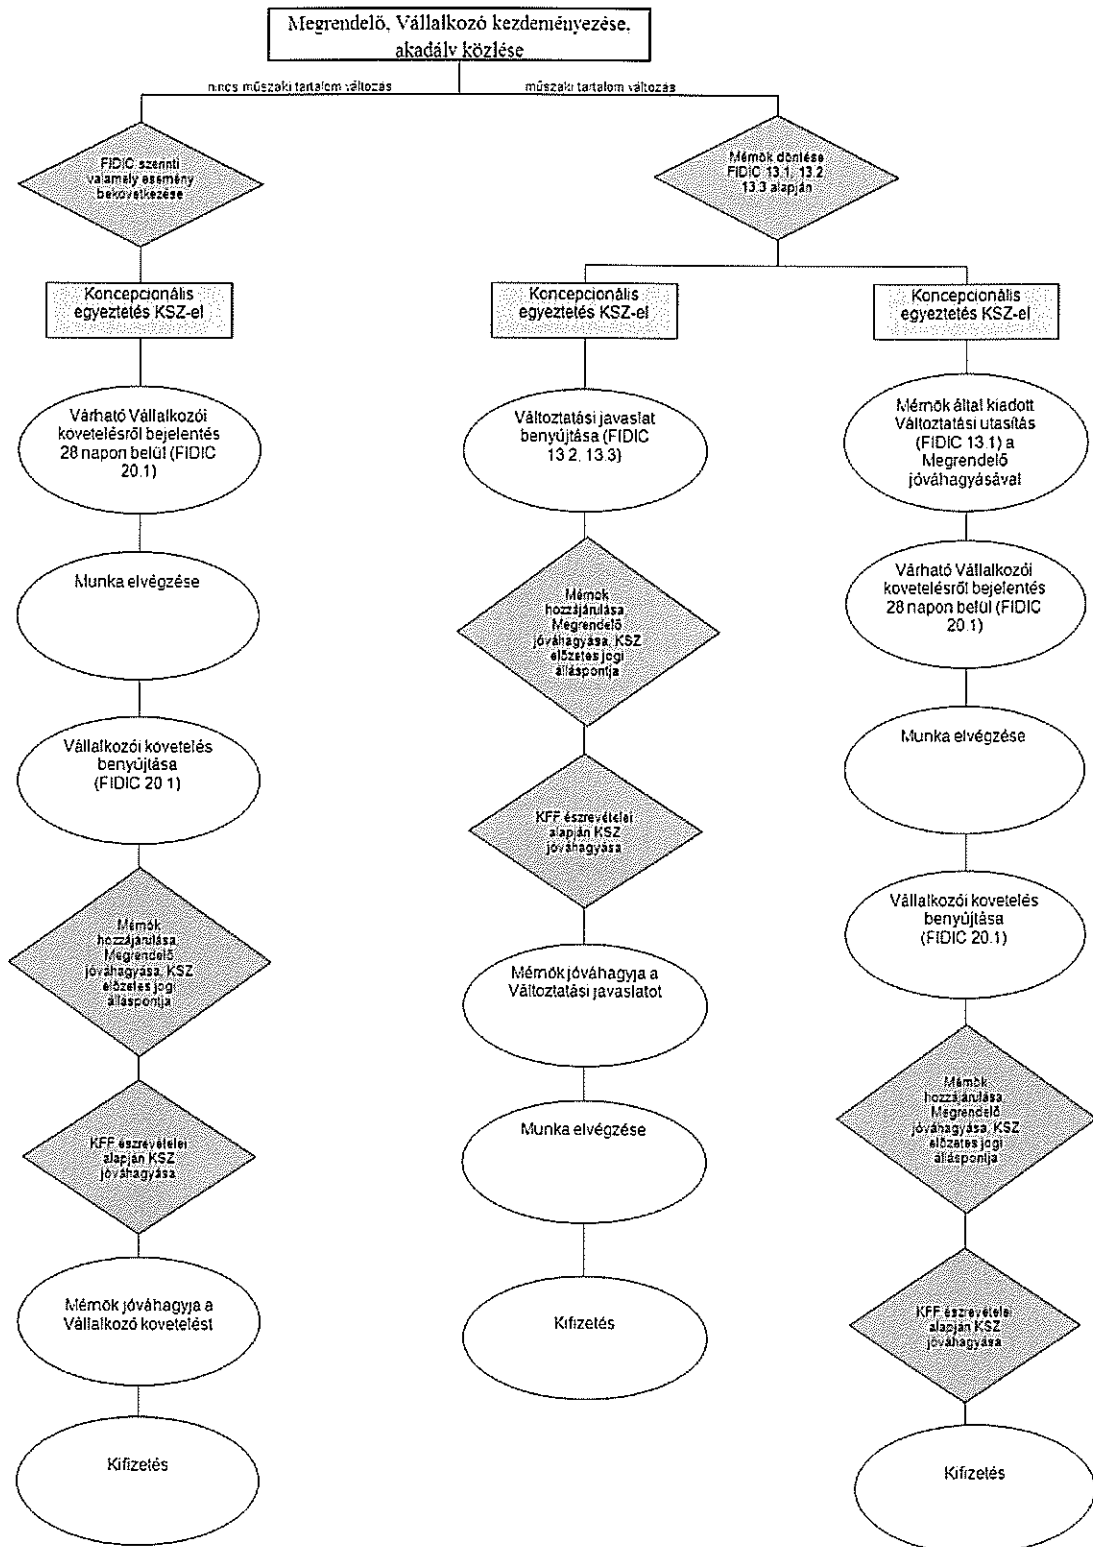 Megrendelő, Vállalkozó kezdeményezése,
akadály közlése
nincs műszaki tartalom változás
műszaki tartalom változás
FIDIC szerinti
valamely esemény
bekövetkezése
Koncepcionális
egyeztetés KSZ-el
Várható Vállalkozói
követelésről bejelentés
28 napon belül (FIDIC
20.1)
Munka elvégzése
Vállalkozói követelés
benyújtása
(FIDIC 20.1)
Mérnök
hozzájárulása,
Megrendelő
jóváhagyása, KSZ
előzetes jogi
álláspontja
KFF észrevételei
alapján KSZ
jóváhagyása
Mérnök jóváhagyja a
Vállalkozó követelést
Kifizetés
Mérnök döntése
FIDIC 13.1, 13.2,
13.3 alapján
Koncepcionális
egyeztetés KSZ-el
Változtatási javaslat
benyújtása (FIDIC
13.2, 13.3)
Mérnök
hozzájárulása,
Megrendelő
jóváhagyása, KSZ
előzetes jogi
álláspontja
KFF észrevételei
alapján KSZ
jóváhagyása
Mérnök jóváhagyja a
Változtatási javaslatot
Munka elvégzése
Kifizetés
Koncepcionális
egyeztetés KSZ-el
Mérnök által kiadott
Változtatási utasítás
(FIDIC 13.1) a
Megrendelő
jóváhagyásával
Várható Vállalkozói
követelésről bejelentés
28 napon belül (FIDIC
20.1)
Munka elvégzése
Vállalkozói követelés
benyújtása
(FIDIC 20.1)
Mérnök
hozzájárulása,
Megrendelő
jóváhagyása, KSZ
előzetes jogi
álláspontja
KFF észrevételei
alapján KSZ
jóváhagyása
Kifizetés